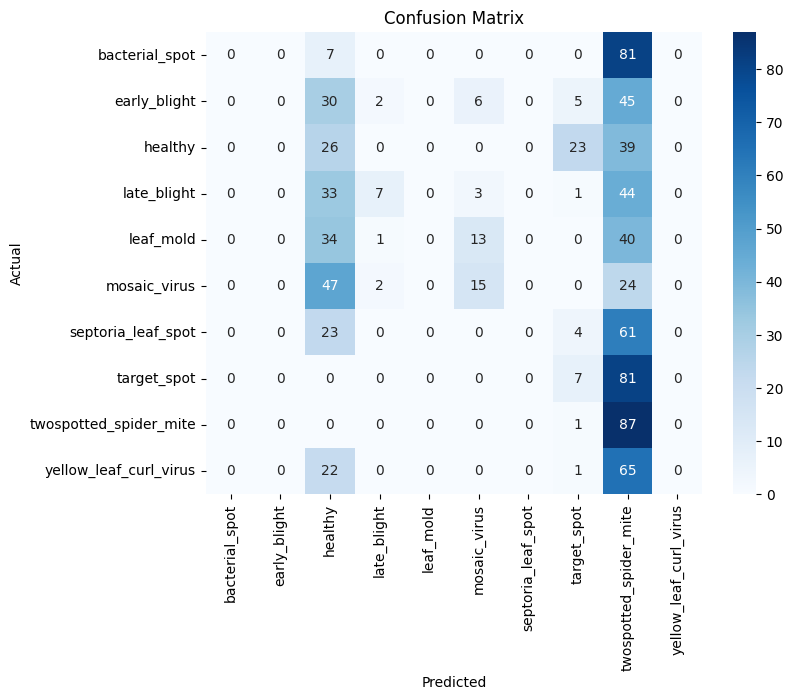 Confusion Matrix
bacterial_spot 0 0 7 0 0 0 0 0 81 0
early_blight 0 0 30 2 0 6 0 5 45 0
healthy 0 0 26 0 0 0 0 23 39 0
late_blight 0 0 33 7 0 3 0 1 44 0
leaf_mold 0 0 34 1 0 13 0 0 40 0
mosaic_virus 0 0 47 2 0 15 0 0 24 0
septoria_leaf_spot 0 0 23 0 0 0 0 4 61 0
target_spot 0 0 0 0 0 0 0 7 81 0
twospotted_spider_mite 0 0 0 0 0 0 0 1 87 0
yellow_leaf_curl_virus 0 0 22 0 0 0 0 1 65 0
Actual
bacterial_spot
early_blight
healthy
late_blight
leaf_mold
mosaic_virus
septoria_leaf_spot
target_spot
twospotted_spider_mite
yellow_leaf_curl_virus
Predicted
80
70
60
50
40
30
20
10
0